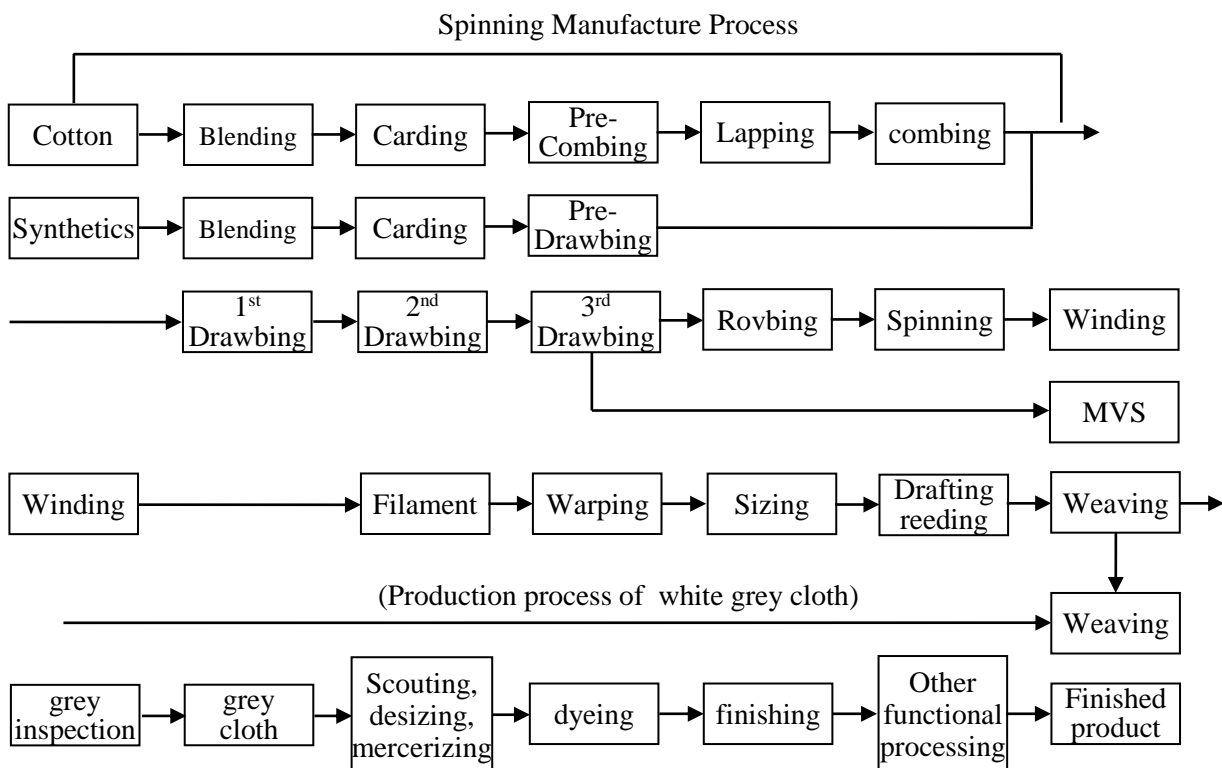 Spinning Manufacture Process
Cotton
Blending
Carding
Pre-
Combing
Lapping
combing
Synthetics
Blending
Carding
Pre-
Drawbing
1st
Drawbing
2nd
Drawbing
3rd
Drawbing
Rovbing
Spinning
Winding
MVS
Winding
Filament
Warping
Sizing
Drafting
reeding
Weaving
(Production process of white grey cloth)
Weaving
grey
inspection
grey
cloth
Scouting,
desizing,
mercerizing
dyeing
finishing
Other
functional
processing
Finished
product